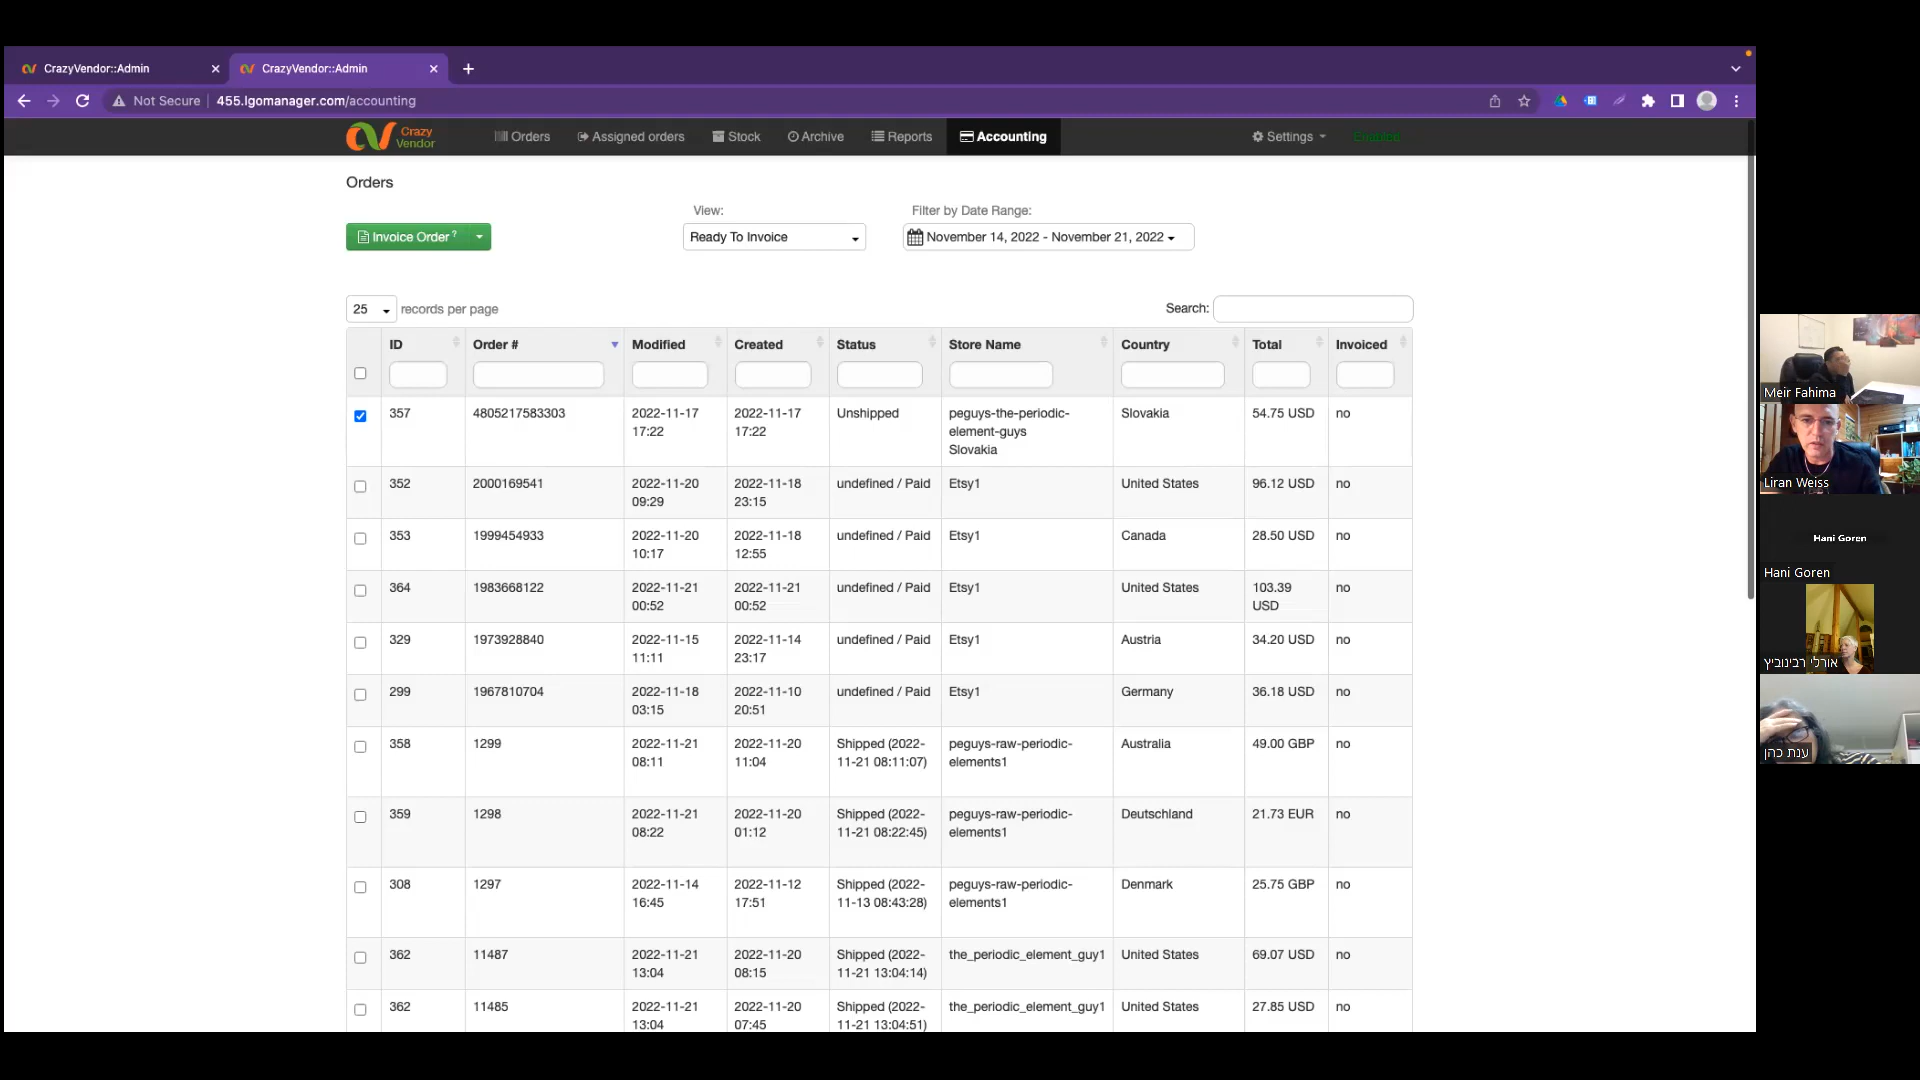 CrazyVendor::Admin
CrazyVendor::Admin
Not Secure
455.lgomanager.com/accounting
Crazy
Vendor
Orders
Assigned orders
Stock
Archive
Reports
Accounting
Settings
Enabled
Orders
View:
Filter by Date Range:
Invoice Order ?
Ready To Invoice
November 14, 2022 - November 21, 2022
25 records per page
Search:
ID Order # Modified Created Status Store Name Country Total Invoiced
357 4805217583303 2022-11-17 2022-11-17 Unshipped peguys-the-periodic- Slovakia 54.75 USD no
17:22 17:22 element-guys
Slovakia
352 2000169541 2022-11-20 2022-11-18 undefined / Paid Etsy1 United States 96.12 USD no
09:29 23:15
353 1999454933 2022-11-20 2022-11-18 undefined / Paid Etsy1 Canada 28.50 USD no
10:17 12:55
364 1983668122 2022-11-21 2022-11-21 undefined / Paid Etsy1 United States 103.39 no
00:52 00:52 USD
329 1973928840 2022-11-15 2022-11-14 undefined / Paid Etsy1 Austria 34.20 USD no
11:11 23:17
299 1967810704 2022-11-18 2022-11-10 undefined / Paid Etsy1 Germany 36.18 USD no
03:15 20:51
358 1299 2022-11-21 2022-11-20 Shipped (2022- peguys-raw-periodic- Australia 49.00 GBP no
08:11 11:04 11-21 08:11:07) elements1
359 1298 2022-11-21 2022-11-20 Shipped (2022- peguys-raw-periodic- Deutschland 21.73 EUR no
08:22 01:12 11-21 08:22:45) elements1
308 1297 2022-11-14 2022-11-12 Shipped (2022- peguys-raw-periodic- Denmark 25.75 GBP no
16:45 17:51 11-13 08:43:28) elements1
362 11487 2022-11-21 2022-11-20 Shipped (2022- the_periodic_element_guy1 United States 69.07 USD no
13:04 08:15 11-21 13:04:14)
362 11485 2022-11-21 2022-11-20 Shipped (2022- the_periodic_element_guy1 United States 27.85 USD no
13:04 07:45 11-21 13:04:51)
Meir Fahima
Liran Weiss
Hani Goren
Hani Goren
אורלי רבינוביץ
ענת כהן